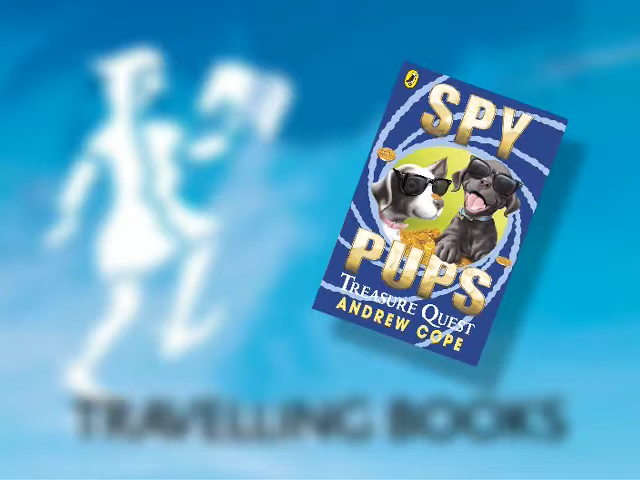 SPY
PUPS
TREASURE QUEST
ANDREW COPE
TRAVELLING BOOKS